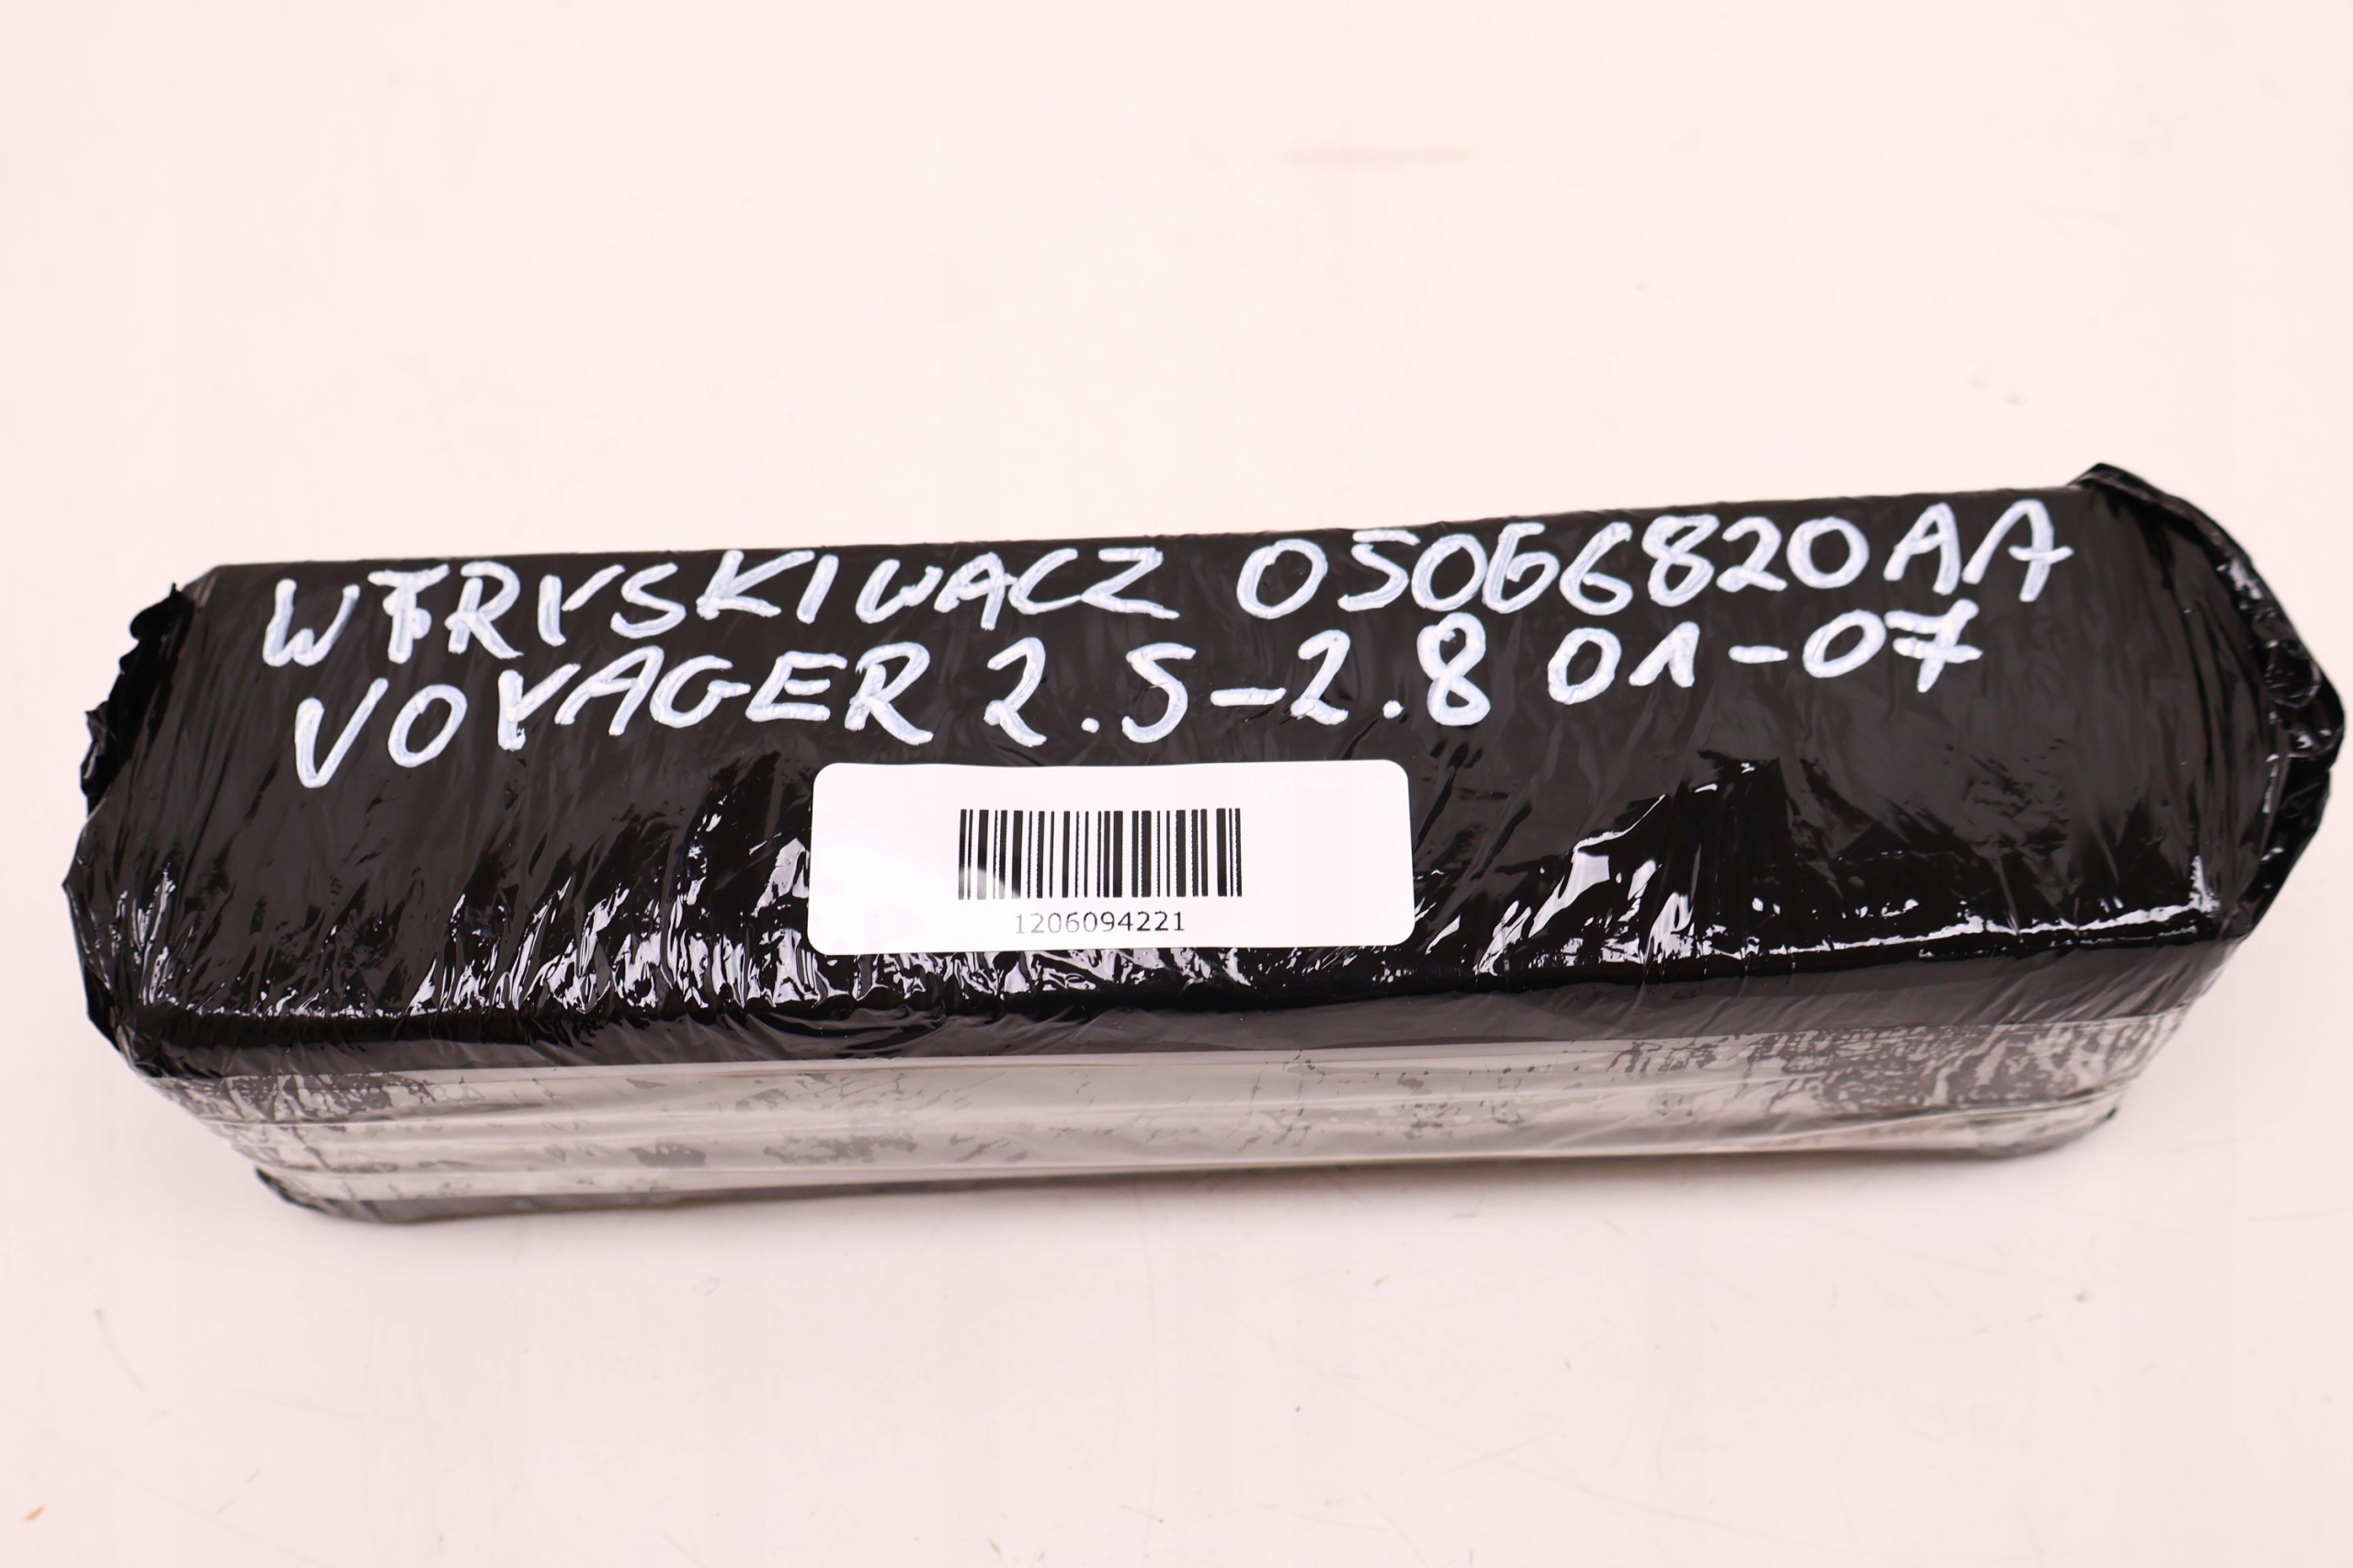 WTRYSKIWACZ 05066820AA
VOYAGER 2.5-2.8 01-07
1206094221